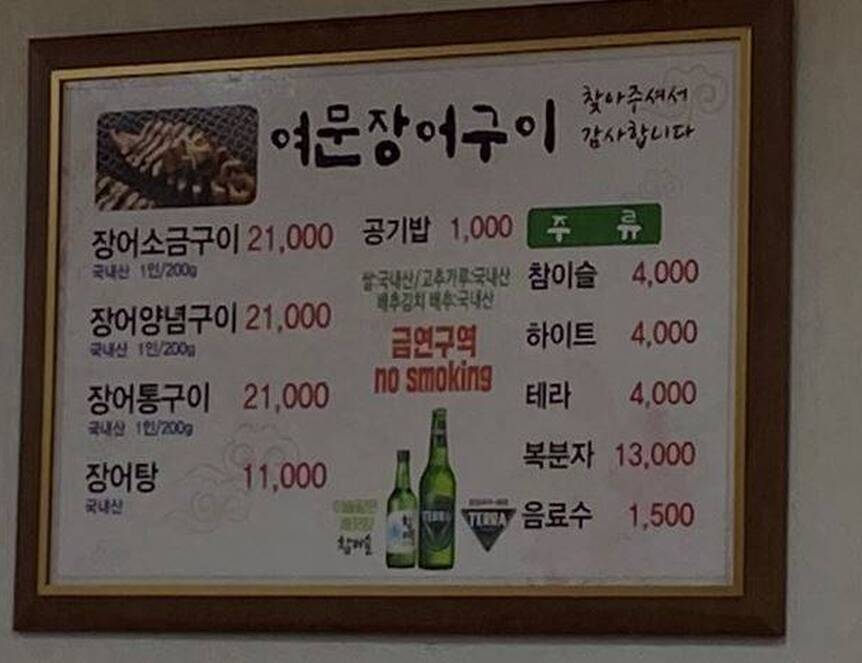 여문장어구이
찾아주셔서
감사합니다
장어소금구이 21,000
국내산 1인/200g
장어양념구이 21,000
국내산 1인/200g
장어통구이 21,000
국내산 1인/200g
장어탕 11,000
국내산
공기밥 1,000
쌀:국내산/고추가루:국내산
배추김치 배추:국내산
금연구역
no smoking
참이슬
TERRA
TERRA
주 류
참이슬 4,000
하이트 4,000
테라 4,000
복분자 13,000
음료수 1,500